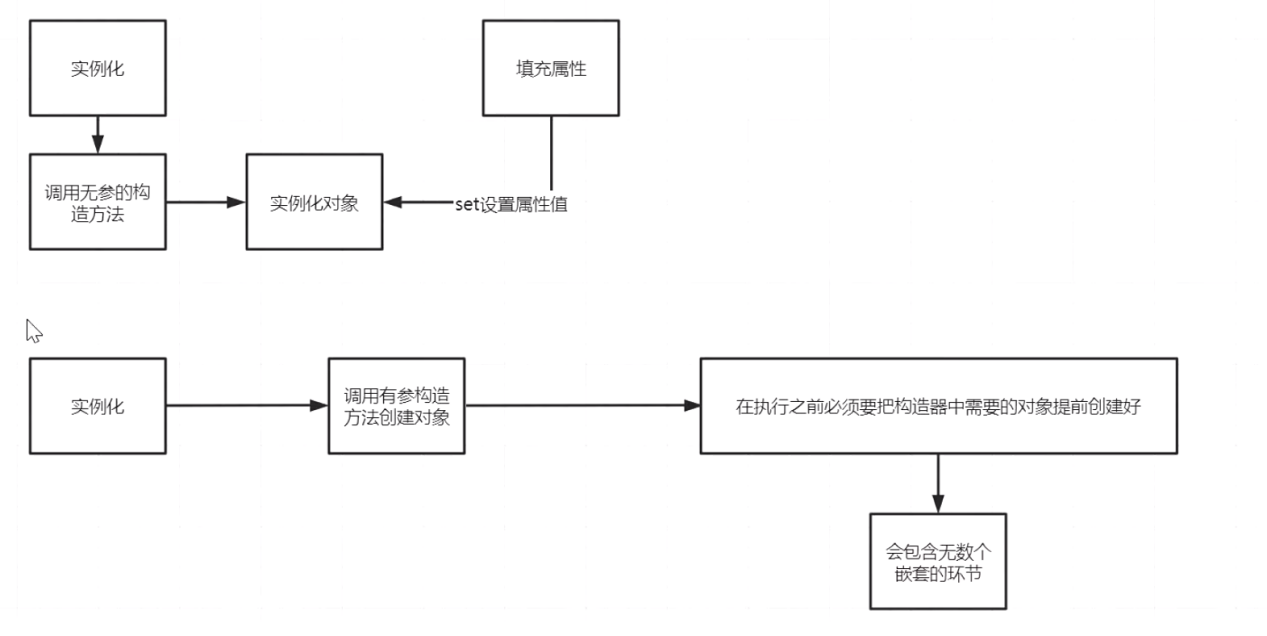 实例化
填充属性
调用无参的构
造方法
实例化对象
set设置属性值
实例化
调用有参构造
方法创建对象
在执行之前必须要把构造器中需要的对象提前创建好
会包含无数个
嵌套的环节